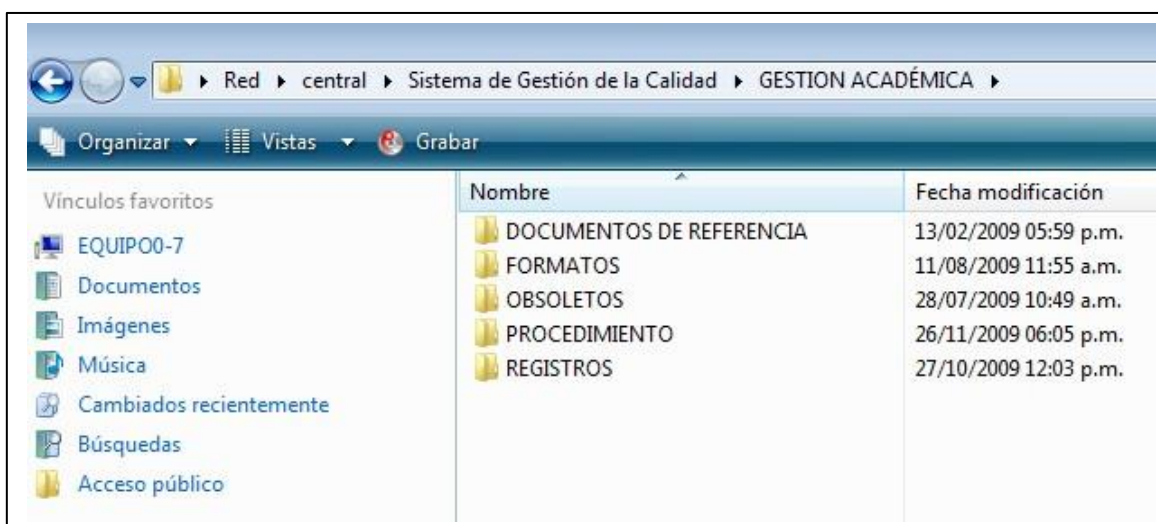 Red central Sistema de Gestión de la Calidad GESTION ACADÉMICA
Organizar Vistas Grabar
Vínculos favoritos
EQUIPO0-7
Documentos
Imágenes
Música
Cambiados recientemente
Búsquedas
Acceso público
Nombre Fecha modificación
DOCUMENTOS DE REFERENCIA 13/02/2009 05:59 p.m.
FORMATOS 11/08/2009 11:55 a.m.
OBSOLETOS 28/07/2009 10:49 a.m.
PROCEDIMIENTO 26/11/2009 06:05 p.m.
REGISTROS 27/10/2009 12:03 p.m.